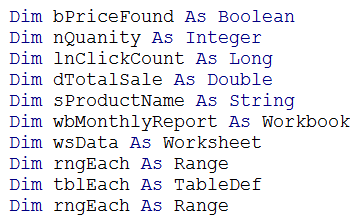 Dim bPriceFound As Boolean
Dim nQuanity As Integer
Dim lnClickCount As Long
Dim dTotalSale As Double
Dim sProductName As String
Dim wbMonthlyReport As Workbook
Dim wsData As Worksheet
Dim rngEach As Range
Dim tblEach As TableDef
Dim rngEach As Range